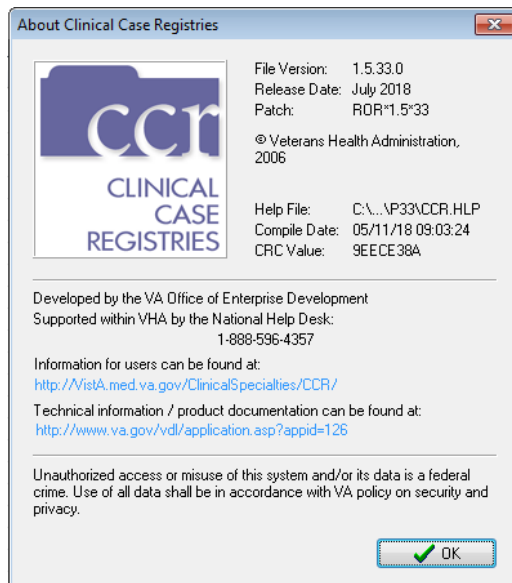 About Clinical Case Registries
ccr
CLINICAL
CASE
REGISTRIES
File Version: 1.5.33.0
Release Date: July 2018
Patch: ROR*1.5*33
© Veterans Health Administration,
2006
Help File: C:\...\P33\CCR.HLP
Compile Date: 05/11/18 09:03:24
CRC Value: 9EECE38A
Developed by the VA Office of Enterprise Development
Supported within VHA by the National Help Desk:
1-888-596-4357
Information for users can be found at:
http://VistA.med.va.gov/ClinicalSpecialties/CCR/
Technical information / product documentation can be found at:
http://www.va.gov/vdl/application.asp?appid=126
Unauthorized access or misuse of this system and/or its data is a federal
crime. Use of all data shall be in accordance with VA policy on security and
privacy.
OK